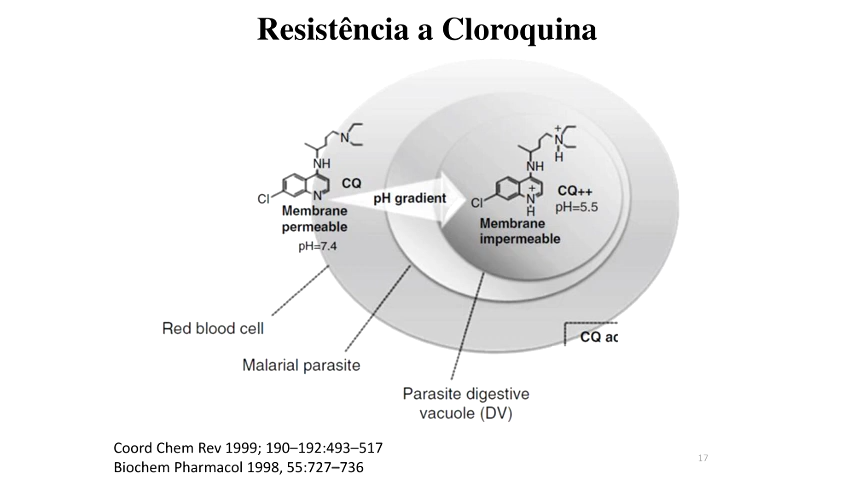 Resistência a Cloroquina
N
+
N
H
NH
NH
Cl
N
CQ
pH gradient
Cl
+
N
H
CQ++
pH=5.5
Membrane
permeable
pH=7.4
Membrane
impermeable
Red blood cell
CQ ac
Malarial parasite
Parasite digestive
vacuole (DV)
Coord Chem Rev 1999; 190–192:493–517
Biochem Pharmacol 1998, 55:727–736
17